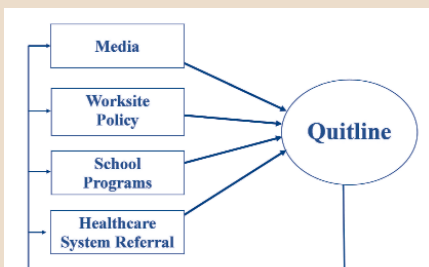 Media
Worksite
Policy
School
Programs
Healthcare
System Referral
Quitline